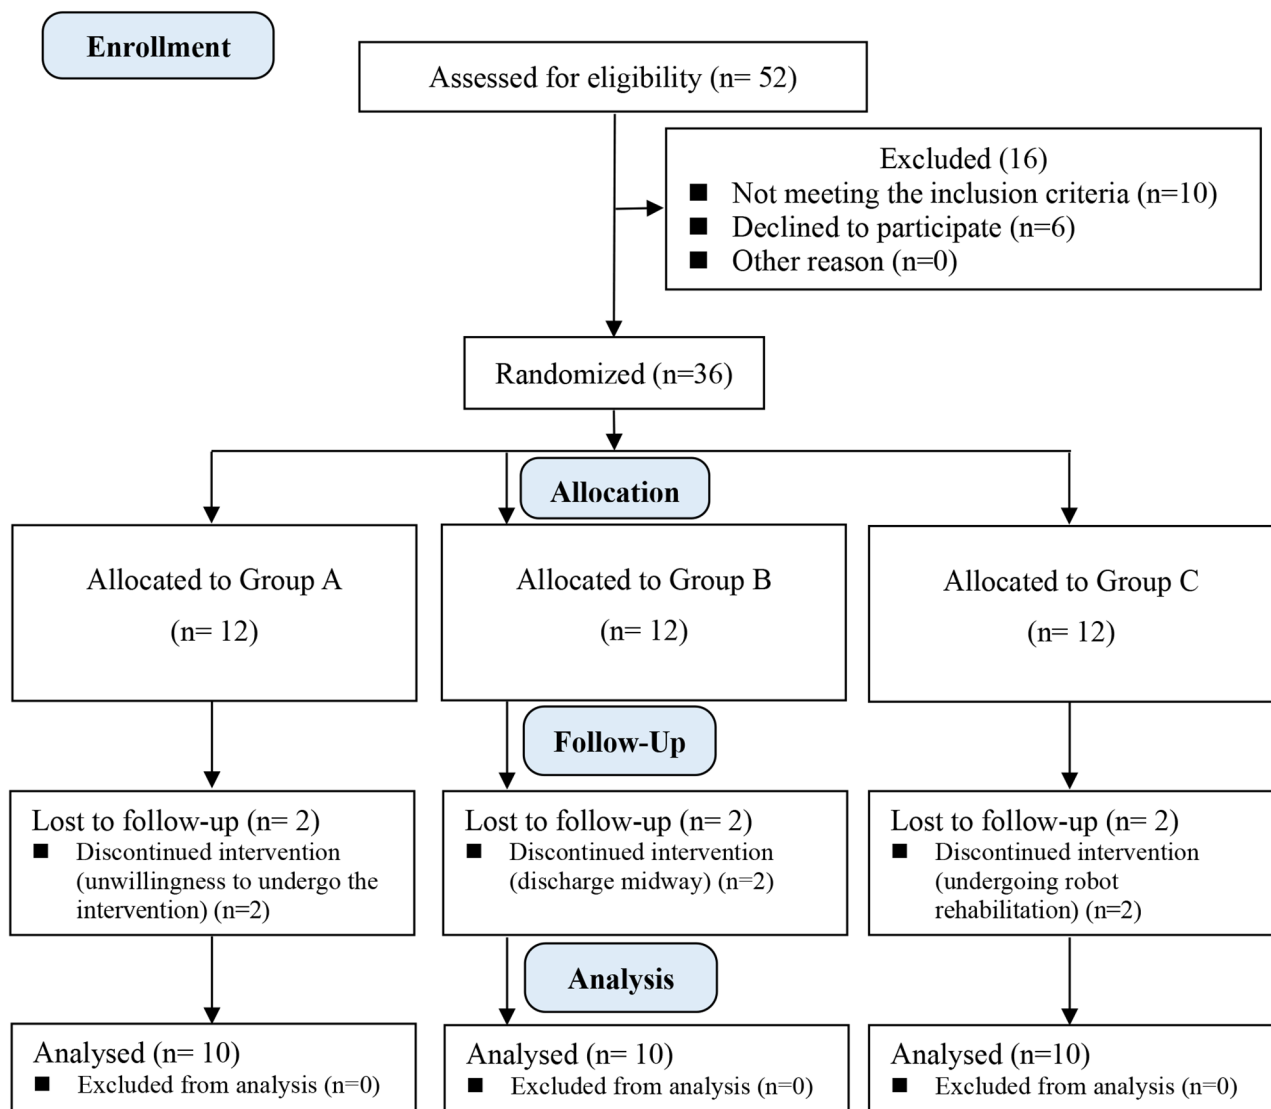 Enrollment
Assessed for eligibility (n= 52)
Excluded (16)
■ Not meeting the inclusion criteria (n=10)
■ Declined to participate (n=6)
■ Other reason (n=0)
Randomized (n=36)
Allocation
Allocated to Group A
(n= 12)
Allocated to Group B
(n= 12)
Allocated to Group C
(n= 12)
Follow-Up
Lost to follow-up (n= 2)
■ Discontinued intervention
(unwillingness to undergo the
intervention) (n=2)
Lost to follow-up (n= 2)
■ Discontinued intervention
(discharge midway) (n=2)
Lost to follow-up (n= 2)
■ Discontinued intervention
(undergoing robot
rehabilitation) (n=2)
Analysis
Analysed (n= 10)
■ Excluded from analysis (n=0)
Analysed (n= 10)
■ Excluded from analysis (n=0)
Analysed (n=10)
■ Excluded from analysis (n=0)